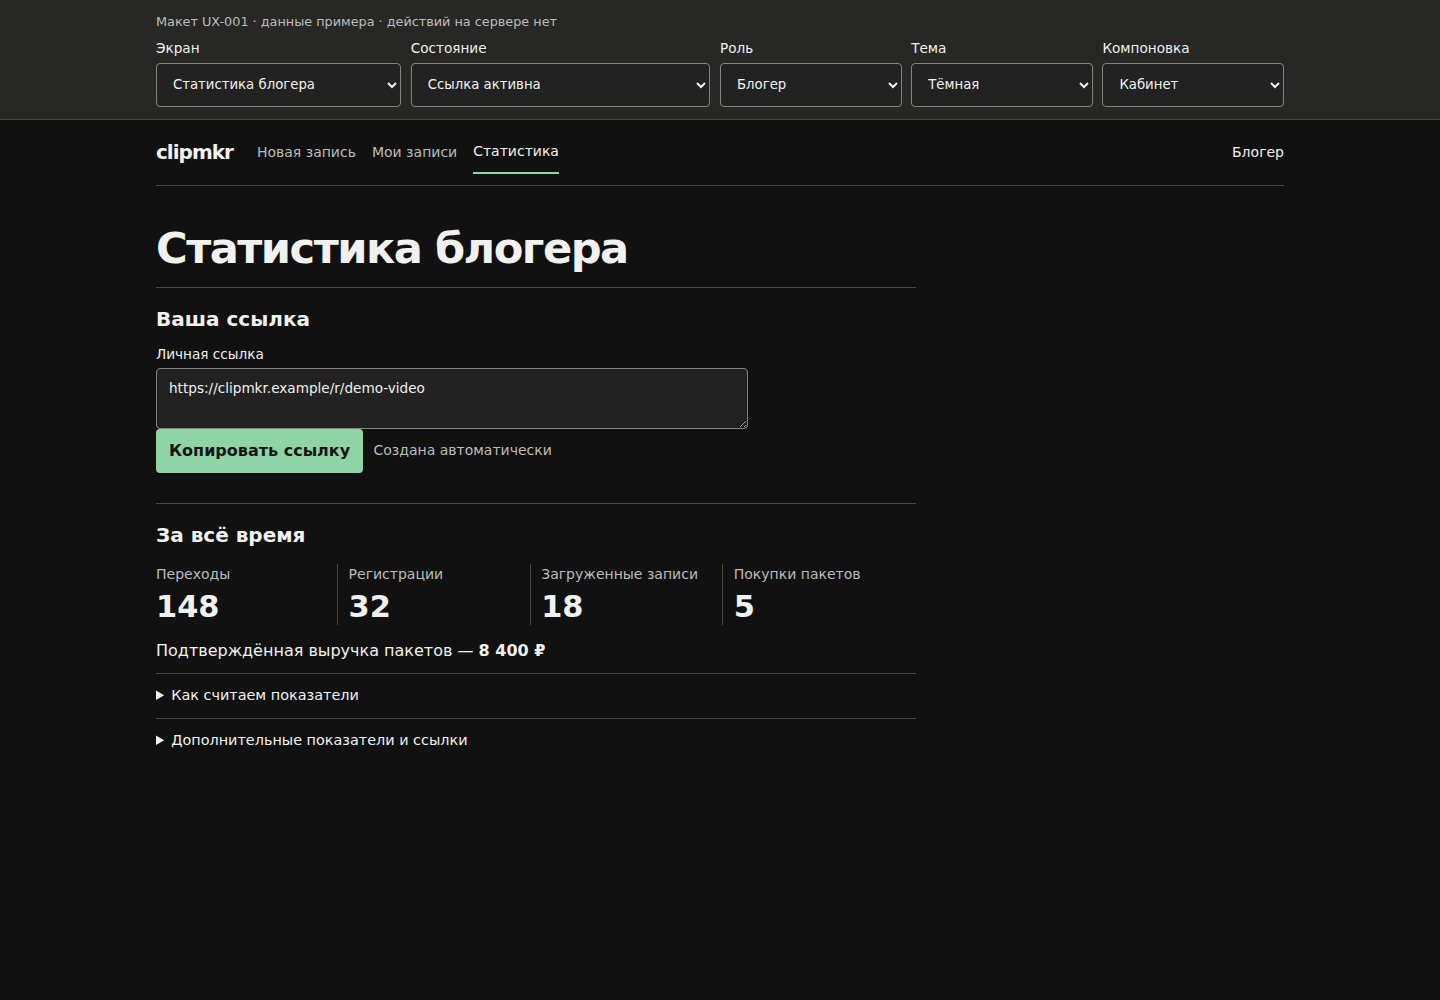 Макет UX-001 · данные примера · действий на сервере нет
Экран Состояние Роль Тема Компоновка
Статистика блогера Ссылка активна Блогер Тёмная Кабинет
clipmkr Новая запись Мои записи Статистика Блогер
Статистика блогера
Ваша ссылка
Личная ссылка
https://clipmkr.example/r/demo-video
Копировать ссылку Создана автоматически
За всё время
Переходы Регистрации Загруженные записи Покупки пакетов
148 32 18 5
Подтверждённая выручка пакетов — 8 400 ₽
Как считаем показатели
Дополнительные показатели и ссылки